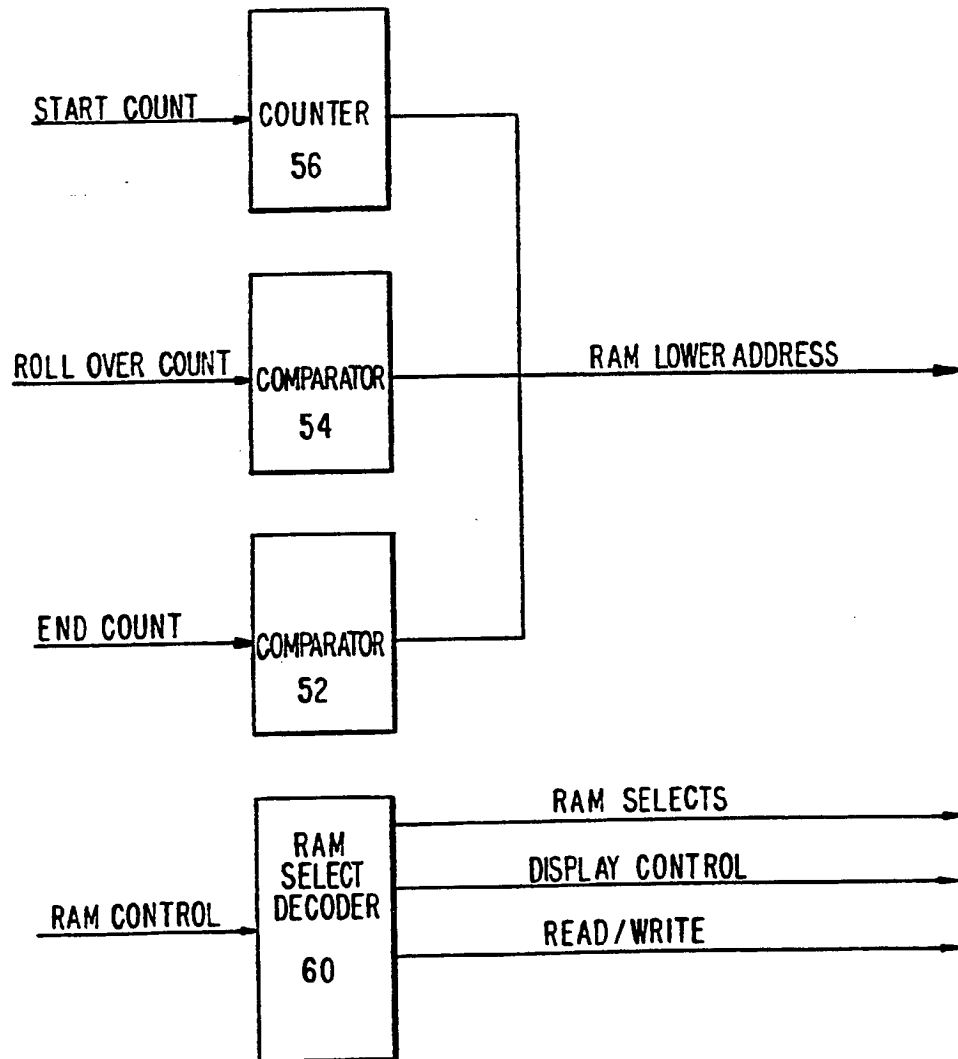 START COUNT
COUNTER
56
ROLL OVER COUNT
COMPARATOR
54
RAM LOWER ADDRESS
END COUNT
COMPARATOR
52
RAM CONTROL
RAM
SELECT
DECODER
60
RAM SELECTS
DISPLAY CONTROL
READ/WRITE